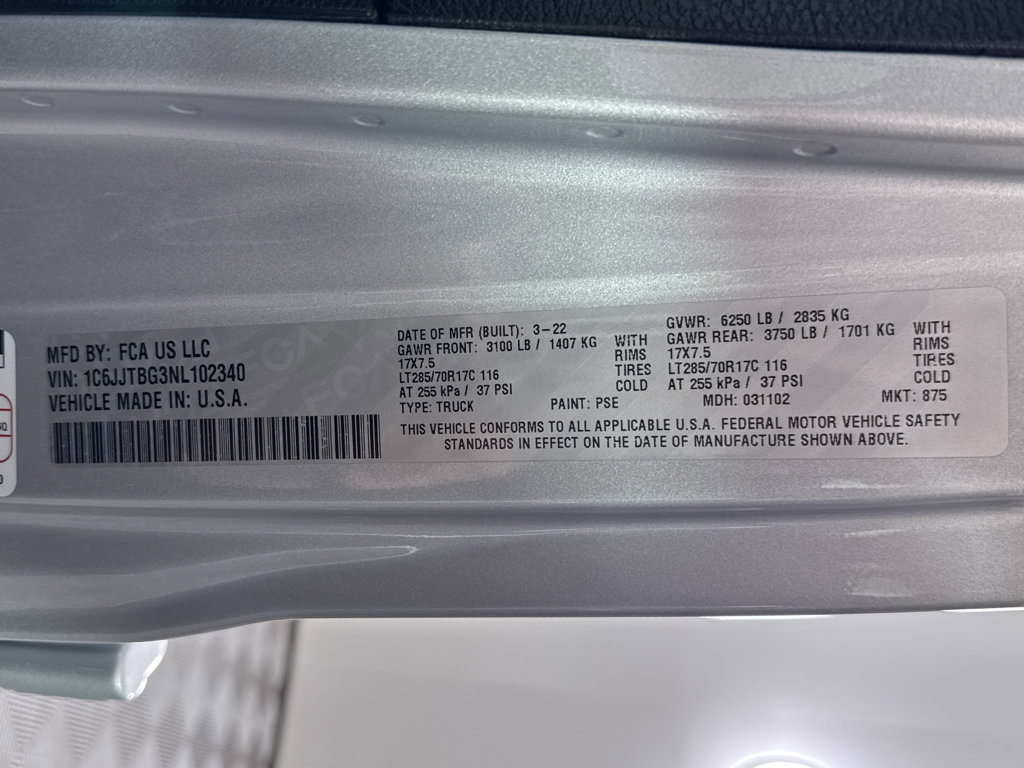 MFD BY: FCA US LLC
VIN: 1C6JJTBG3NL102340
VEHICLE MADE IN: U.S.A.
DATE OF MFR (BUILT): 3-22
GAWR FRONT: 3100 LB / 1407 KG WITH
17X7.5 RIMS
LT285/70R17C 116 TIRES
AT 255 kPa / 37 PSI COLD
TYPE: TRUCK PAINT: PSE
GVWR: 6250 LB / 2835 KG
GAWR REAR: 3750 LB / 1701 KG WITH
17X7.5 RIMS
LT285/70R17C 116 TIRES
AT 255 kPa / 37 PSI COLD
MDH: 031102 MKT: 875
THIS VEHICLE CONFORMS TO ALL APPLICABLE U.S.A. FEDERAL MOTOR VEHICLE SAFETY
STANDARDS IN EFFECT ON THE DATE OF MANUFACTURE SHOWN ABOVE.